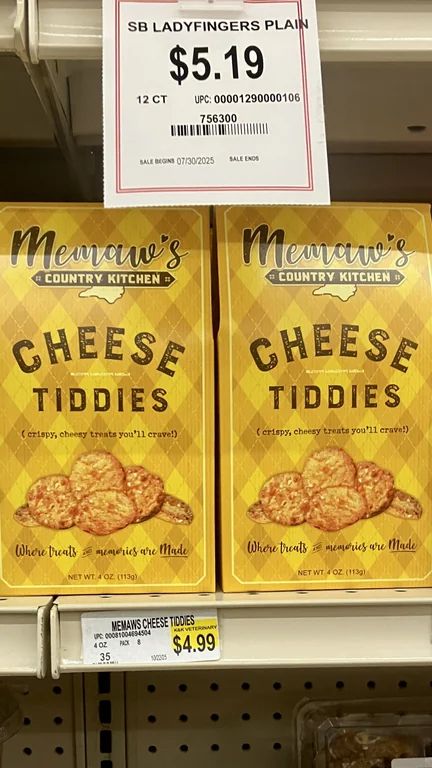 SB LADYFINGERS PLAIN
$5.19
12 CT UPC: 00001290000106
756300
SALE BEGINS 07/30/2025 SALE ENDS
Memaw's
COUNTRY KITCHEN
CHEESE
TIDDIES
( crispy, cheesy treats you'll crave!)
Where treats and memories are Made
NET WT. 4 OZ. (113g)
Memaw's
COUNTRY KITCHEN
CHEESE
TIDDIES
( crispy, cheesy treats you'll crave!)
Where treats and memories are Made
NET WT. 4 OZ. (113g)
MEMAWS CHEESE TIDDIES
UPC: 00081004694504
K&K VETERINARY
4 OZ PACK 8
$4.99
35 102205